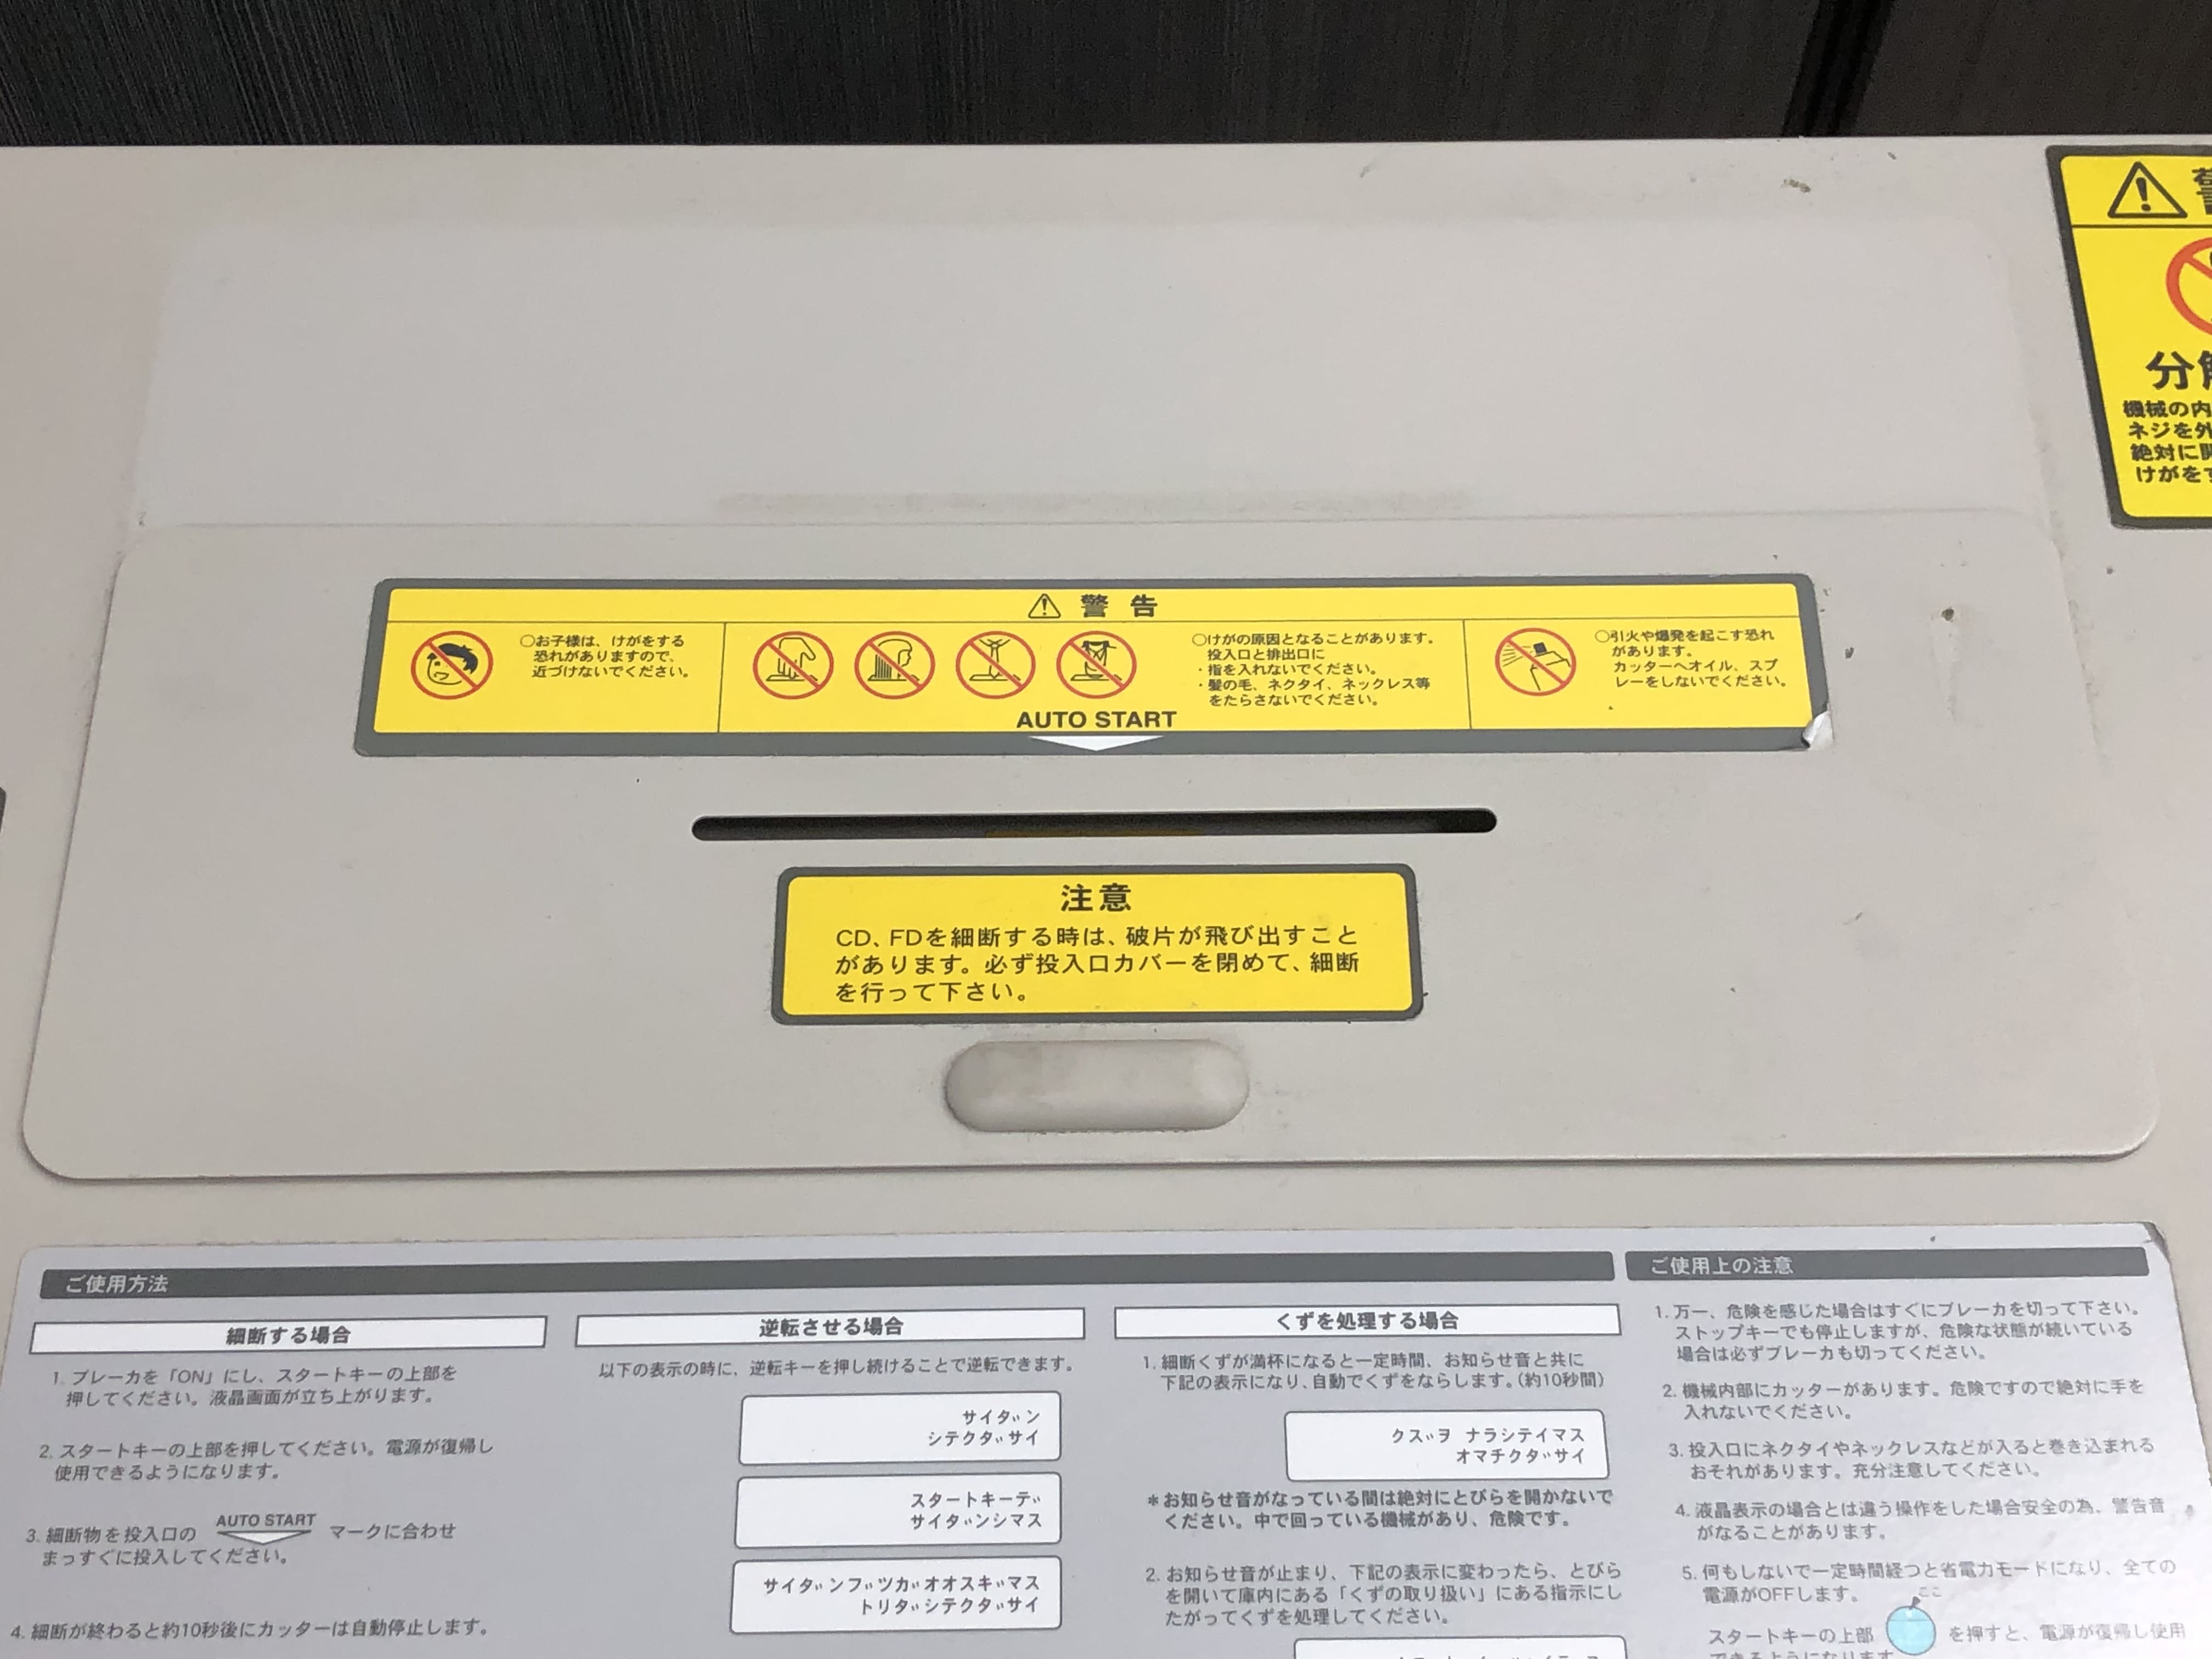 警
分
機械の内
ネジを外
絶対に
けがをす
警告
○お子様は、けがをする
恐れがありますので、
近づけないでください。
○けがの原因となることがあります。
投入口と排出口に
・指を入れないでください。
・髪の毛、ネクタイ、ネックレス等
をたらさないでください。
AUTO START
○引火や爆発を起こす恐れ
があります。
カッターへオイル、スプ
レーをしないでください。
注意
CD、FDを細断する時は、破片が飛び出すこと
があります。必ず投入口カバーを閉めて、細断
を行って下さい。
ご使用方法
細断する場合
1. ブレーカを「ON」にし、スタートキーの上部を
押してください。液晶画面が立ち上がります。
2. スタートキーの上部を押してください。電源が復帰し
使用できるようになります。
3. 細断物を投入口の AUTO START マークに合わせ
まっすぐに投入してください。
4. 細断が終わると約10秒後にカッターは自動停止します。
逆転させる場合
以下の表示の時に、逆転キーを押し続けることで逆転できます。
サイタ゛ン
シテクタ゛サイ
スタートキーテ゛
サイタ゛ンシマス
サイタ゛ンフ゛ツカ゛オオスキ゛マス
トリタ゛シテクタ゛サイ
くずを処理する場合
1. 細断くずが満杯になると一定時間、お知らせ音と共に
下記の表示になり、自動でくずをならします。(約10秒間)
クス゛ヲ ナラシテイマス
オマチクタ゛サイ
＊お知らせ音がなっている間は絶対にとびらを開かないで
ください。中で回っている機械があり、危険です。
2. お知らせ音が止まり、下記の表示に変わったら、とびら
を開いて庫内にある「くずの取り扱い」にある指示にし
たがってくずを処理してください。
ご使用上の注意
1. 万一、危険を感じた場合はすぐにブレーカを切って下さい。
ストップキーでも停止しますが、危険な状態が続いている
場合は必ずブレーカも切ってください。
2. 機械内部にカッターがあります。危険ですので絶対に手を
入れないでください。
3. 投入口にネクタイやネックレスなどが入ると巻き込まれる
おそれがあります。充分注意してください。
4. 液晶表示の場合とは違う操作をした場合安全の為、警告音
がなることがあります。
5. 何もしないで一定時間経つと省電力モードになり、全ての
電源がOFFします。
ここ
スタートキーの上部 を押すと、電源が復帰し使用
できるようになります